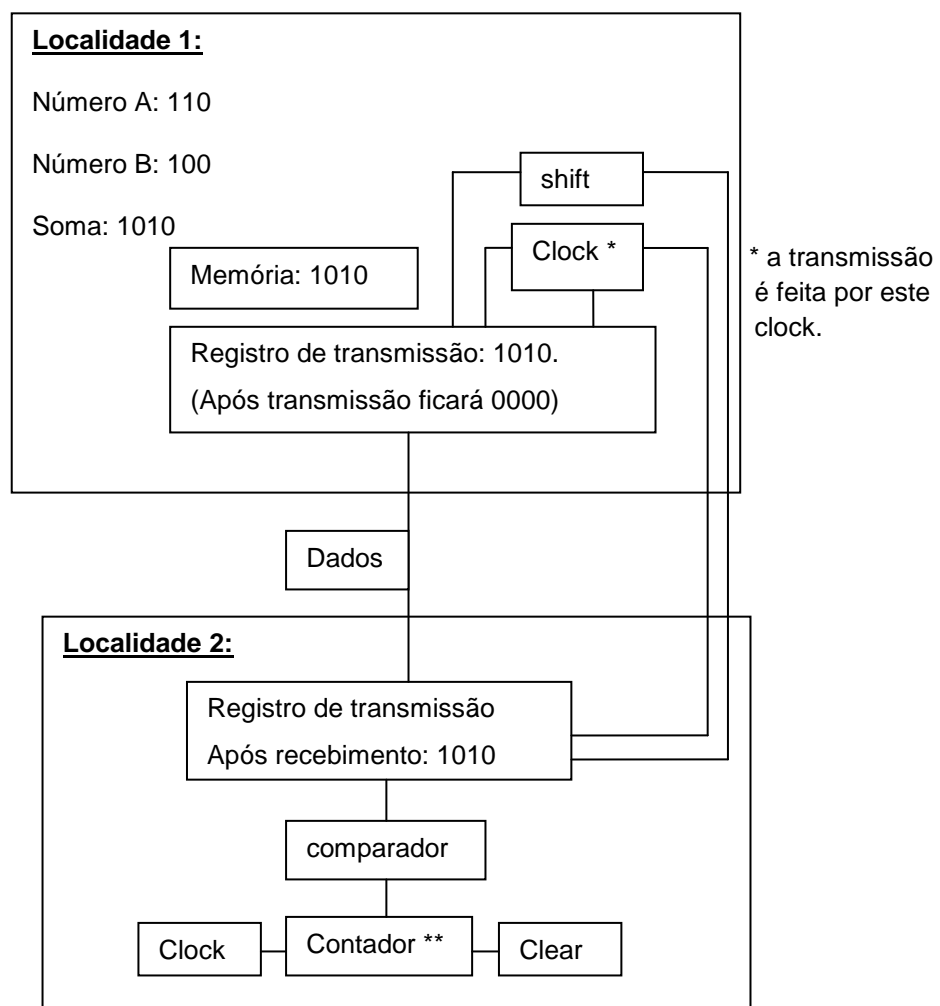 Localidade 1:
Número A: 110
Número B: 100
shift
Soma: 1010
Clock *
Memória: 1010
* a transmissão
é feita por este
clock.
Registro de transmissão: 1010.
(Após transmissão ficará 0000)
Dados
Localidade 2:
Registro de transmissão
Após recebimento: 1010
comparador
Clock
Contador **
Clear